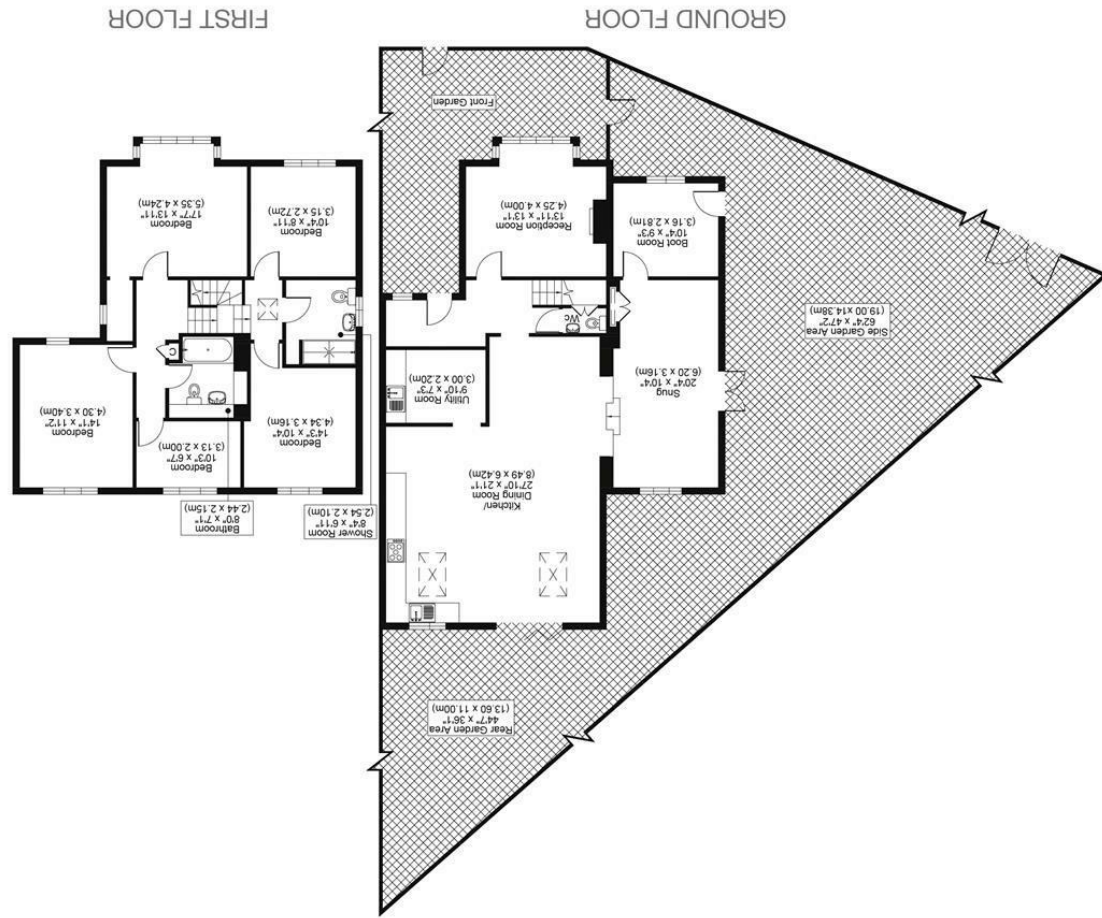 Rear Garden Area
44'7" x 36'1"
(13.60 x 11.00m)
Kitchen/
Dining Room
27'10" x 21'1"
(8.49 x 6.42m)
Utility Room
9'10" x 7'3"
(3.00 x 2.20m)
Snug
20'4" x 10'4"
(6.20 x 3.16m)
Side Garden Area
62'4" x 47'2"
(19.00 x14.38m)
Wc
Boot Room
10'4" x 9'3"
(3.16 x 2.81m)
Reception Room
13'11" x 13'1"
(4.25 x 4.00m)
Front Garden
GROUND FLOOR
Shower Room
8'4" x 6'11"
(2.54 x 2.10m)
Bathroom
8'0" x 7'1"
(2.44 x 2.15m)
Bedroom
14'3" x 10'4"
(4.34 x 3.16m)
Bedroom
10'3" x 6'7"
(3.13 x 2.00m)
Bedroom
14'1" x 11'2"
(4.30 x 3.40m)
C
Bedroom
10'4" x 8'11"
(3.15 x 2.72m)
Bedroom
17'7" x 13'11"
(5.35 x 4.24m)
FIRST FLOOR